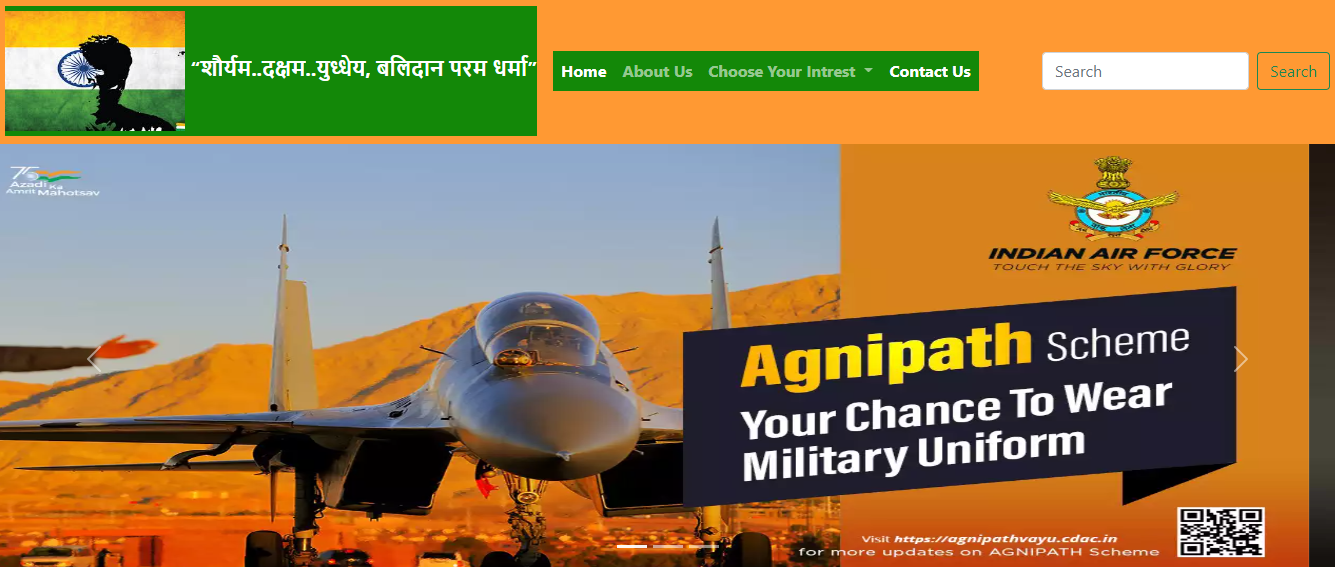 “शौर्यम..दक्षम..युध्धेय, बलिदान परम धर्मा”
Home About Us Choose Your Intrest Contact Us
Search Search
Azadi Ka
Amrit Mahotsav
INDIAN AIR FORCE
TOUCH THE SKY WITH GLORY
Agnipath Scheme
Your Chance To Wear
Military Uniform
Visit https://agnipathvayu.cdac.in
for more updates on AGNIPATH Scheme